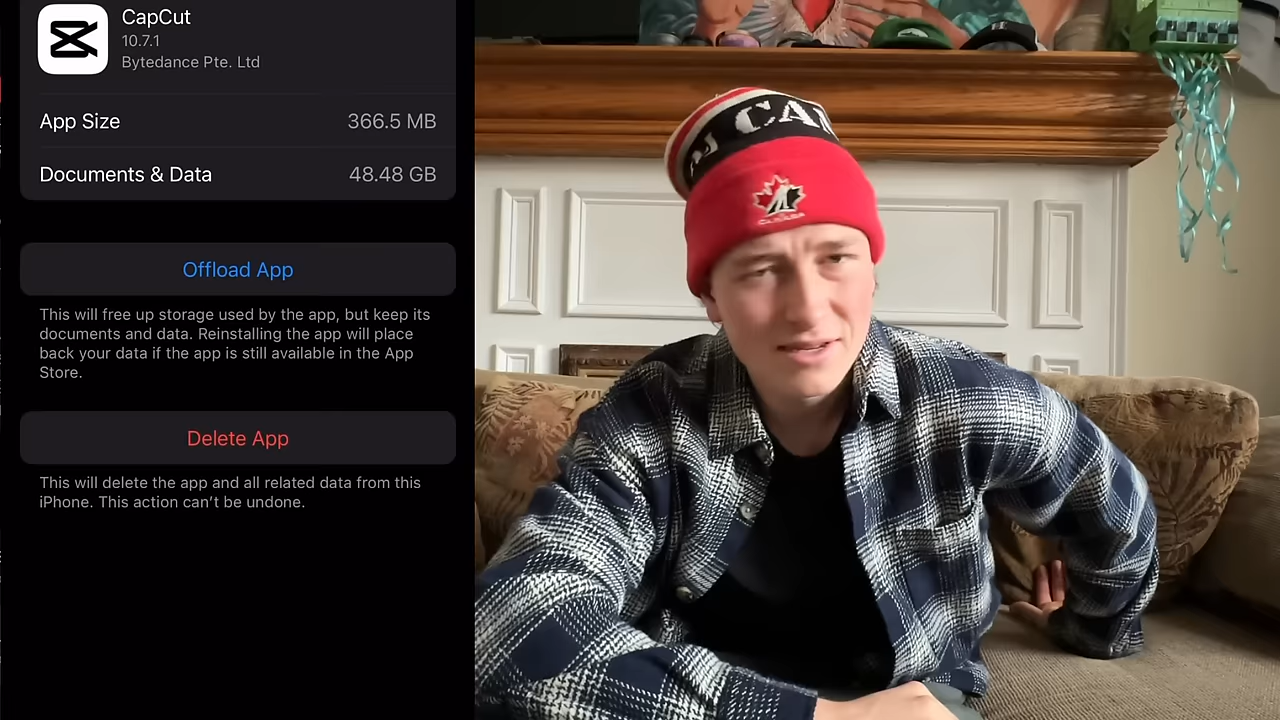 CapCut
10.7.1
Bytedance Pte. Ltd
App Size 366.5 MB
Documents & Data 48.48 GB
Offload App
This will free up storage used by the app, but keep its
documents and data. Reinstalling the app will place
back your data if the app is still available in the App
Store.
Delete App
This will delete the app and all related data from this
iPhone. This action can’t be undone.
CAN
CANADA